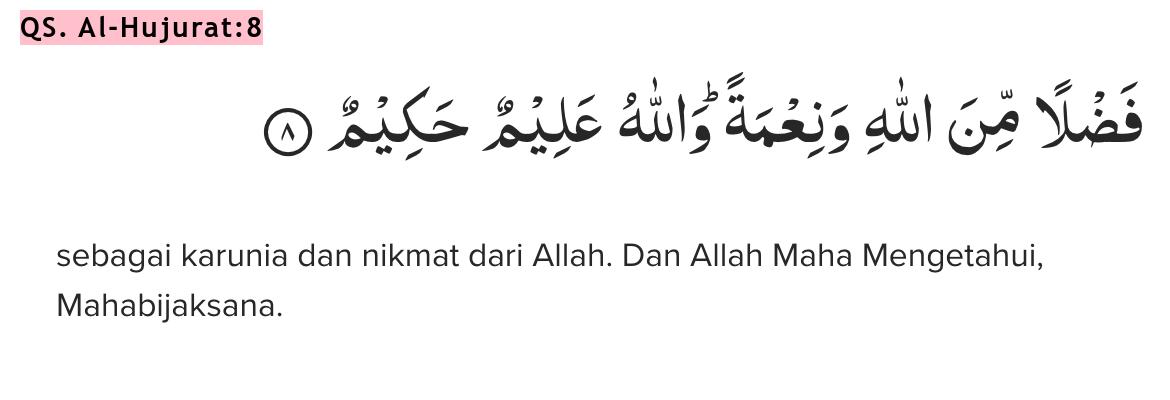 QS. Al-Hujurat:8
فَضْلًا مِّنَ اللّٰهِ وَنِعْمَةً ۗوَاللّٰهُ عَلِيْمٌ حَكِيْمٌ ٨
sebagai karunia dan nikmat dari Allah. Dan Allah Maha Mengetahui,
Mahabijaksana.